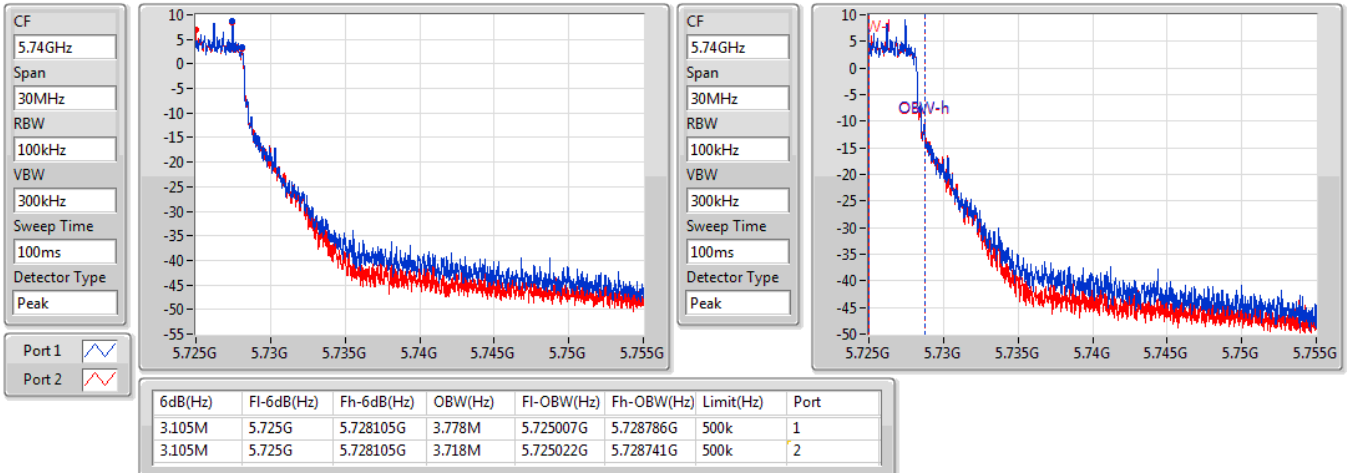 CF
5.74GHz
Span
30MHz
RBW
100kHz
VBW
300kHz
Sweep Time
100ms
Detector Type
Peak
Port 1
Port 2
10
5
0
-5
-10
-15
-20
-25
-30
-35
-40
-45
-50
-55
5.725G 5.73G 5.735G 5.74G 5.745G 5.75G 5.755G
CF
5.74GHz
Span
30MHz
RBW
100kHz
VBW
300kHz
Sweep Time
100ms
Detector Type
Peak
10
5
0
-5
-10
-15
-20
-25
-30
-35
-40
-45
-50
OBW-h
5.725G 5.73G 5.735G 5.74G 5.745G 5.75G 5.755G
6dB(Hz) Fl-6dB(Hz) Fh-6dB(Hz) OBW(Hz) Fl-OBW(Hz) Fh-OBW(Hz) Limit(Hz) Port
3.105M 5.725G 5.728105G 3.778M 5.725007G 5.728786G 500k 1
3.105M 5.725G 5.728105G 3.718M 5.725022G 5.728741G 500k 2